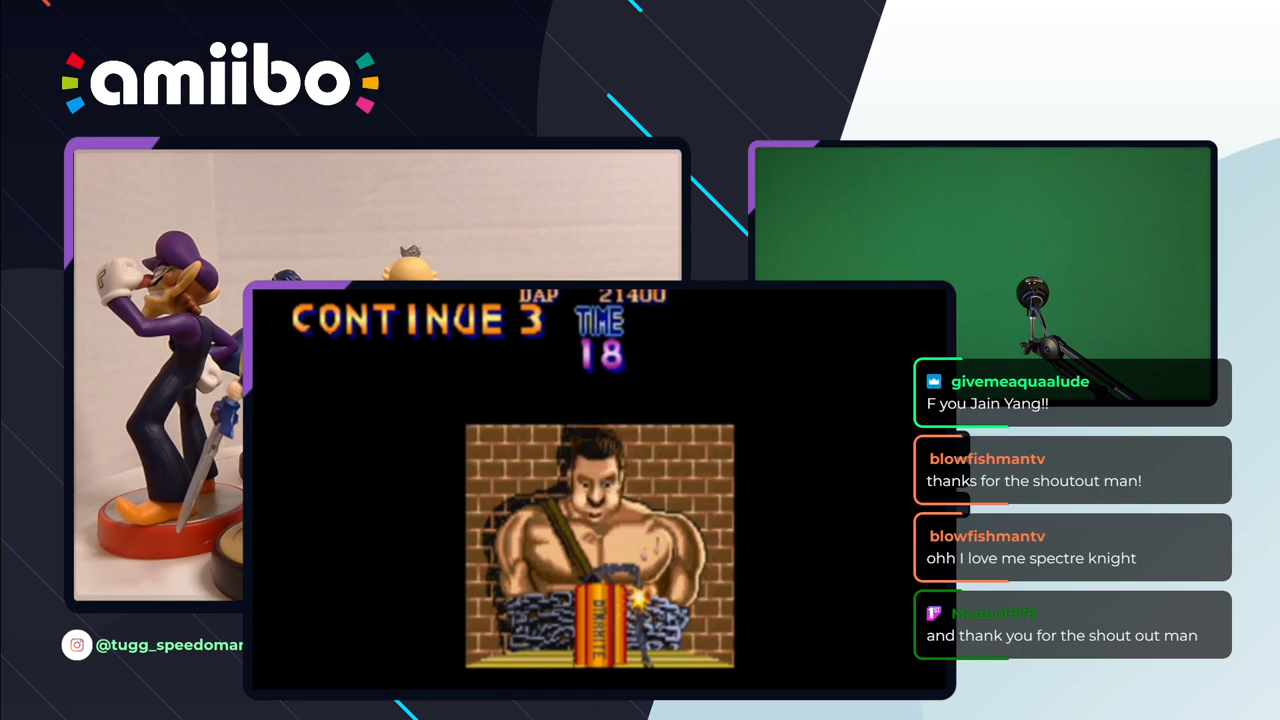 amiibo
DAP 21400
CONTINUE 3 TIME
18
DYNAMITE
givemeaquaalude
F you Jain Yang!!
blowfishmantv
thanks for the shoutout man!
blowfishmantv
ohh I love me spectre knight
and thank you for the shout out man
@tugg_speedoman